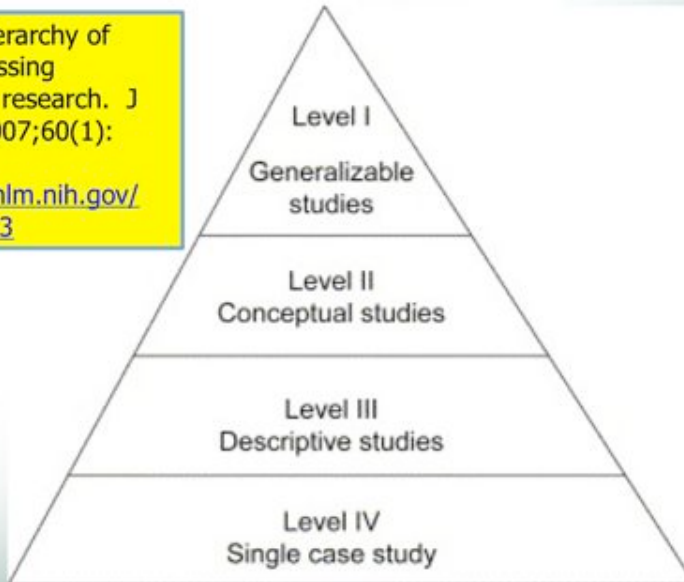 erarchy of
ssing
research. J
007;60(1):
nlm.nih.gov/
3
Level I
Generalizable
studies
Level II
Conceptual studies
Level III
Descriptive studies
Level IV
Single case study